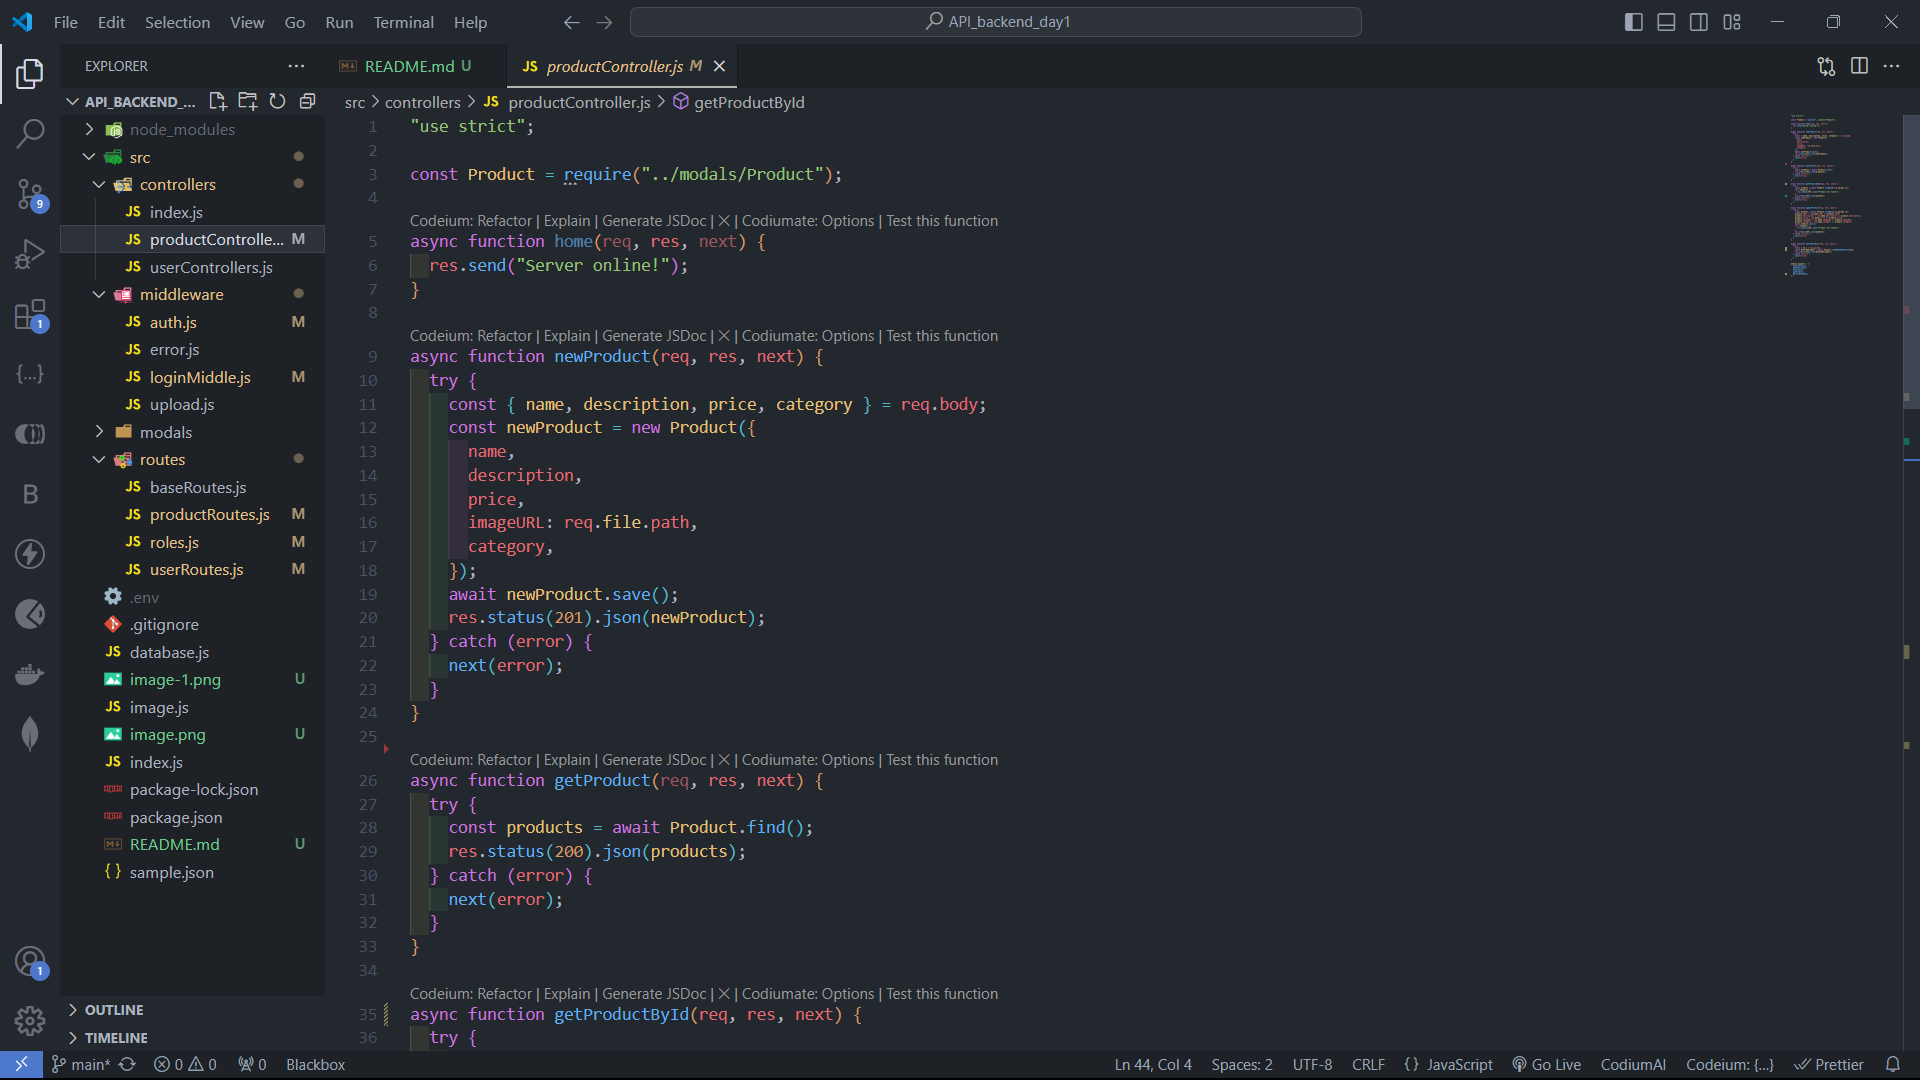 File Edit Selection View Go Run Terminal Help
API_backend_day1
EXPLORER
README.md U
JS productController.js M
API_BACKEND_...
src > controllers > JS productController.js > getProductById
node_modules
src
controllers
JS index.js
JS productControlle... M
JS userControllers.js
middleware
JS auth.js M
JS error.js
JS loginMiddle.js M
JS upload.js
modals
routes
JS baseRoutes.js
JS productRoutes.js M
JS roles.js M
JS userRoutes.js M
.env
.gitignore
JS database.js
image-1.png U
JS image.js
image.png U
JS index.js
package-lock.json
package.json
README.md U
{} sample.json
OUTLINE
TIMELINE
9
1
{...}
B
1
1 "use strict";
2
3 const Product = require("../modals/Product");
4
Codeium: Refactor | Explain | Generate JSDoc | X | Codiumate: Options | Test this function
5 async function home(req, res, next) {
6 res.send("Server online!");
7 }
8
Codeium: Refactor | Explain | Generate JSDoc | X | Codiumate: Options | Test this function
9 async function newProduct(req, res, next) {
10 try {
11 const { name, description, price, category } = req.body;
12 const newProduct = new Product({
13 name,
14 description,
15 price,
16 imageURL: req.file.path,
17 category,
18 });
19 await newProduct.save();
20 res.status(201).json(newProduct);
21 } catch (error) {
22 next(error);
23 }
24 }
25
Codeium: Refactor | Explain | Generate JSDoc | X | Codiumate: Options | Test this function
26 async function getProduct(req, res, next) {
27 try {
28 const products = await Product.find();
29 res.status(200).json(products);
30 } catch (error) {
31 next(error);
32 }
33 }
34
Codeium: Refactor | Explain | Generate JSDoc | X | Codiumate: Options | Test this function
35 async function getProductById(req, res, next) {
36 try {
main* 0 0 0 Blackbox Ln 44, Col 4 Spaces: 2 UTF-8 CRLF {} JavaScript Go Live CodiumAI Codeium: {...} Prettier